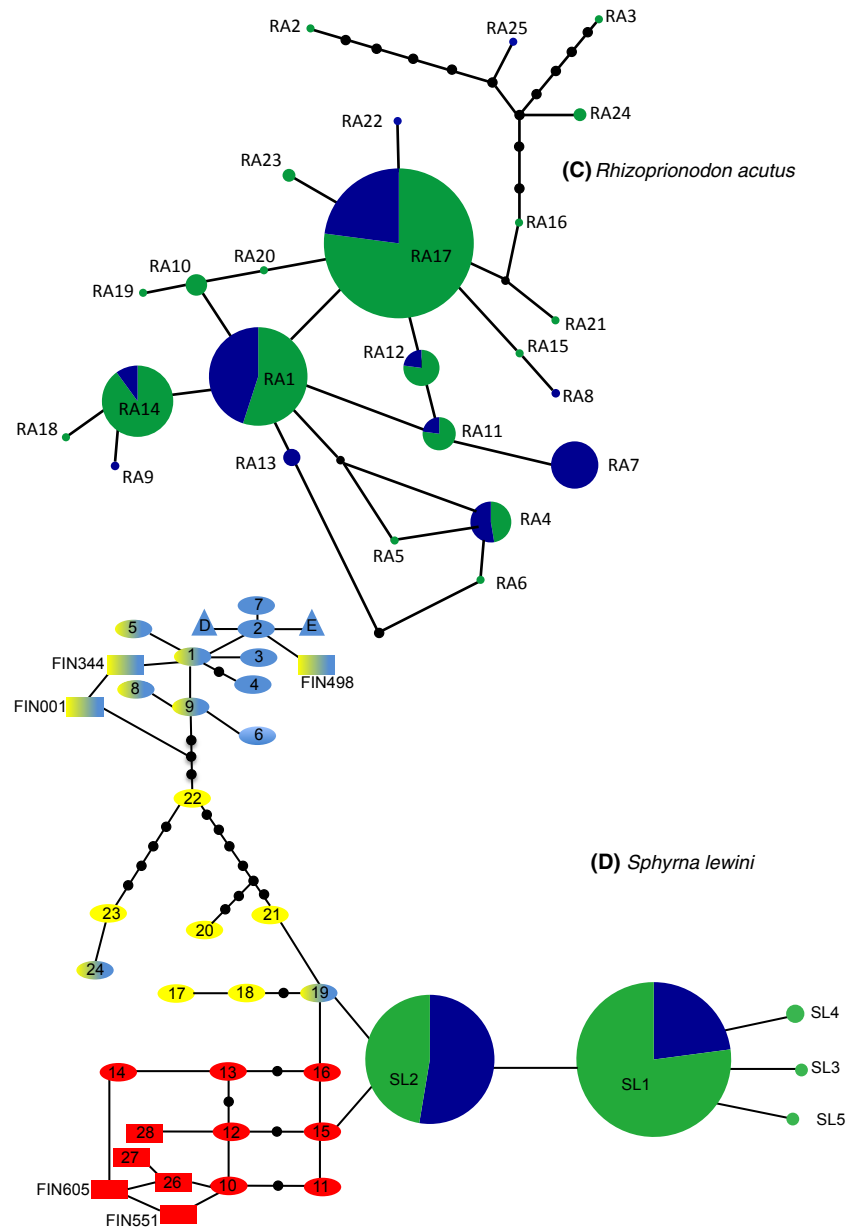 RA2
RA25
RA3
RA24
RA22
(C) Rhizoprionodon acutus
RA23
RA16
RA17
RA20
RA10
RA19
RA21
RA15
RA12
RA8
RA1
RA14
RA11
RA18
RA13
RA7
RA9
RA4
RA5
RA6
7
5
D
2
E
1
3
FIN344
4
FIN498
8
FIN001
9
6
22
(D) Sphyrna lewini
23
21
20
24
17
18
19
SL4
14
13
16
SL2
SL1
SL3
SL5
28
12
15
27
26
10
11
FIN605
FIN551